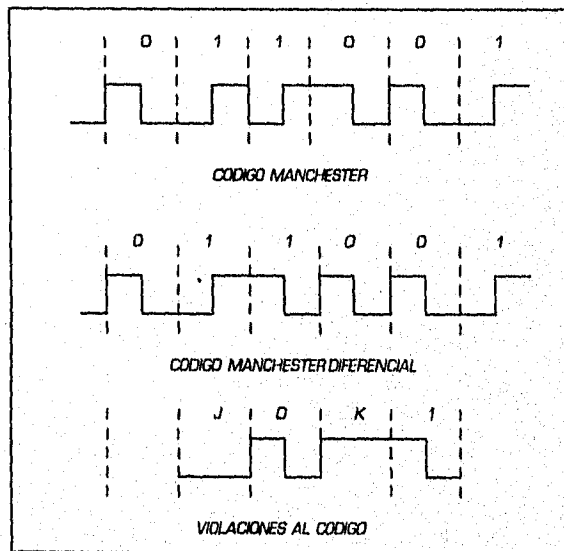 0 1 1 0 0 1
CODIGO MANCHESTER
0 1 1 0 0 1
CODIGO MANCHESTER DIFERENCIAL
J 0 K 1
VIOLACIONES AL CODIGO